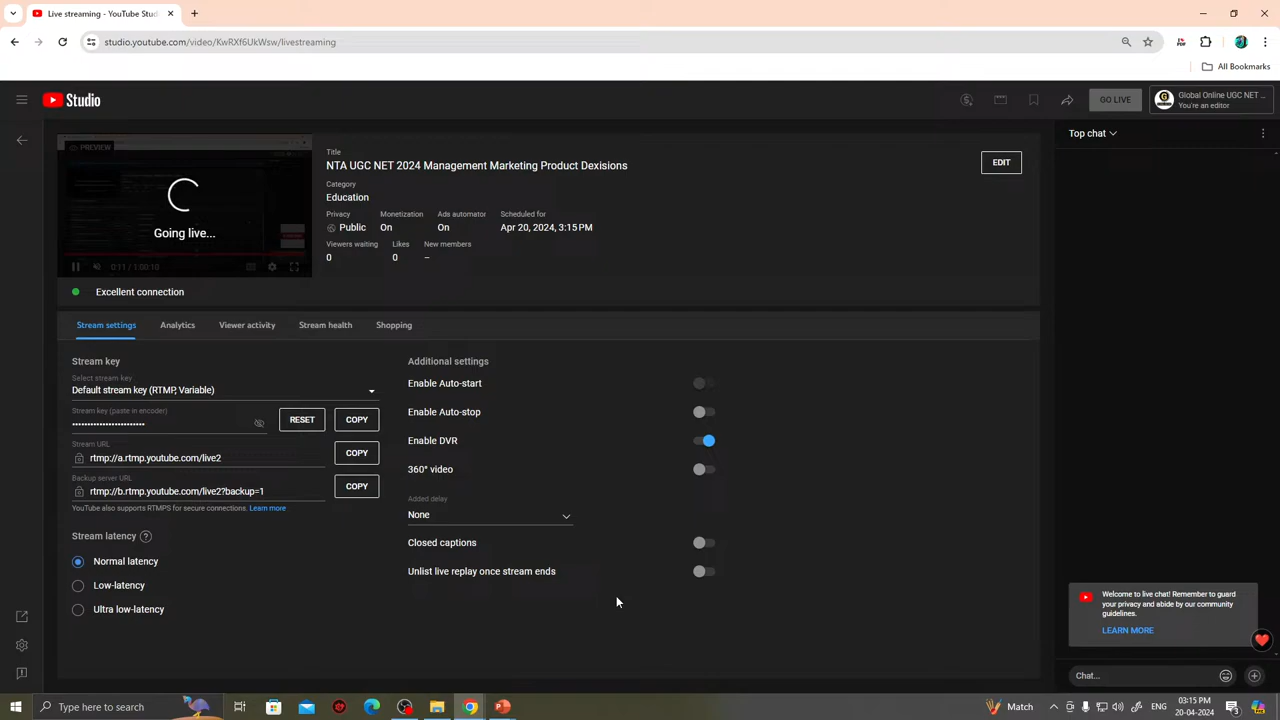 Live streaming - YouTube Stud
studio.youtube.com/video/KwRXf6UkWsw/livestreaming
All Bookmarks
Studio
GO LIVE
Global Online UGC NET ...
You're an editor
PREVIEW
Going live...
0:11 / 1:00:10
Title
NTA UGC NET 2024 Management Marketing Product Dexisions
EDIT
Category
Education
Privacy Monetization Ads automator Scheduled for
Public On On Apr 20, 2024, 3:15 PM
Viewers waiting Likes New members
0 0 –
Excellent connection
Top chat
Stream settings Analytics Viewer activity Stream health Shopping
Stream key
Select stream key
Default stream key (RTMP, Variable)
Stream key (paste in encoder)
•••••••••••••••••••••••• RESET COPY
Stream URL
rtmp://a.rtmp.youtube.com/live2 COPY
Backup server URL
rtmp://b.rtmp.youtube.com/live2?backup=1 COPY
YouTube also supports RTMPS for secure connections. Learn more
Stream latency ?
Normal latency
Low-latency
Ultra low-latency
Additional settings
Enable Auto-start
Enable Auto-stop
Enable DVR
360° video
Added delay
None
Closed captions
Unlist live replay once stream ends
Welcome to live chat! Remember to guard
your privacy and abide by our community
guidelines.
LEARN MORE
Chat...
Type here to search
Match
03:15 PM
20-04-2024
3